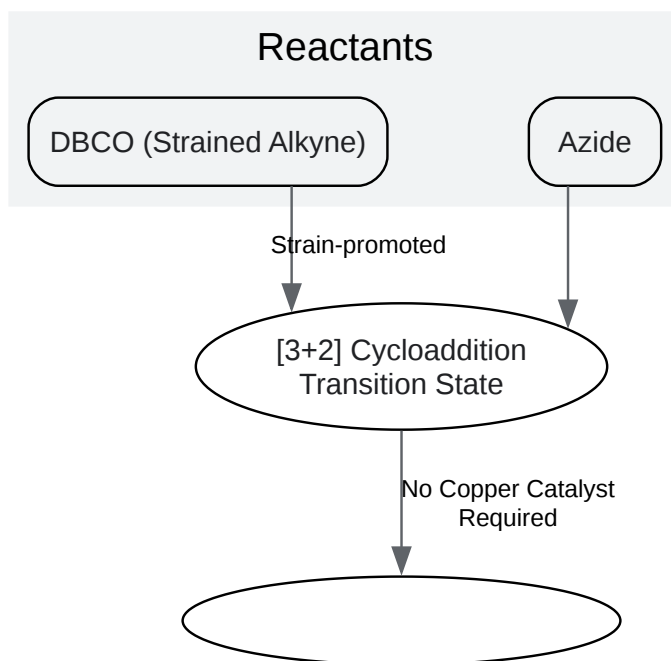 Reactants
DBCO (Strained Alkyne)
Azide
Strain-promoted
[3+2] Cycloaddition
Transition State
No Copper Catalyst
Required